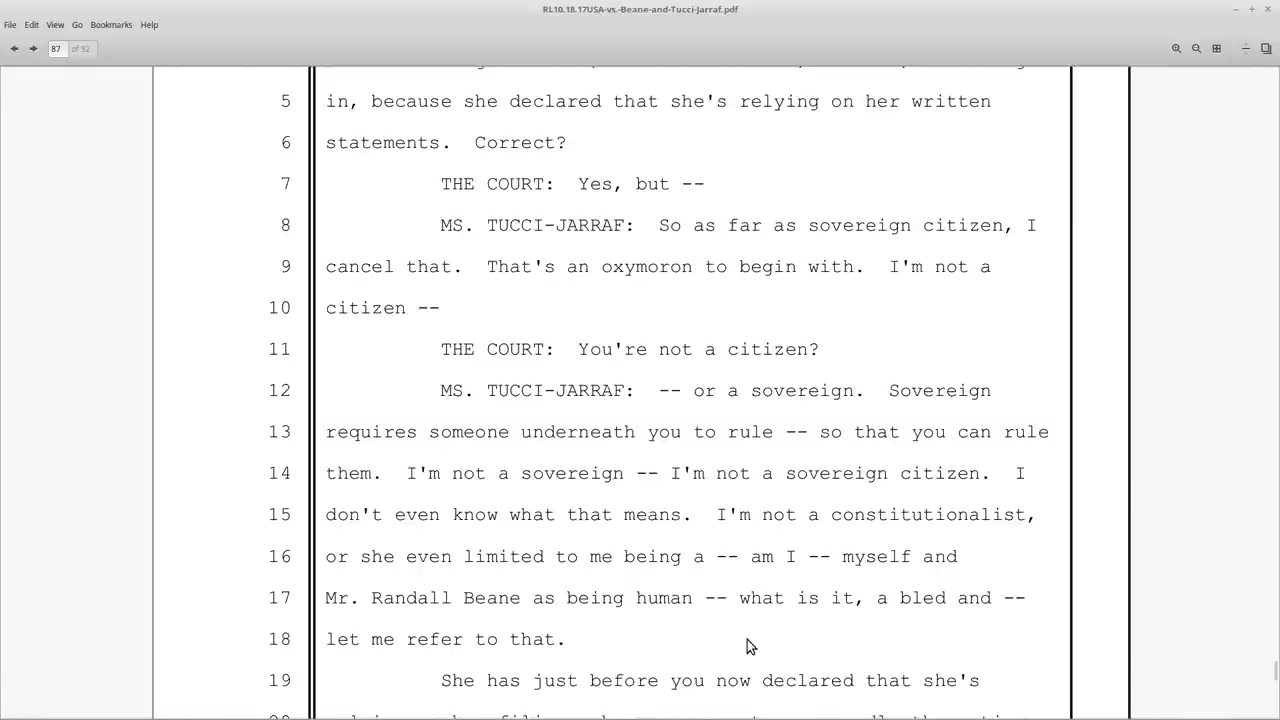 RL10.18.17USA-vs.-Beane-and-Tucci-Jarraf.pdf
File Edit View Go Bookmarks Help
87 of 92
5 in, because she declared that she's relying on her written
6 statements. Correct?
7 THE COURT: Yes, but --
8 MS. TUCCI-JARRAF: So as far as sovereign citizen, I
9 cancel that. That's an oxymoron to begin with. I'm not a
10 citizen --
11 THE COURT: You're not a citizen?
12 MS. TUCCI-JARRAF: -- or a sovereign. Sovereign
13 requires someone underneath you to rule -- so that you can rule
14 them. I'm not a sovereign -- I'm not a sovereign citizen. I
15 don't even know what that means. I'm not a constitutionalist,
16 or she even limited to me being a -- am I -- myself and
17 Mr. Randall Beane as being human -- what is it, a bled and --
18 let me refer to that.
19 She has just before you now declared that she's